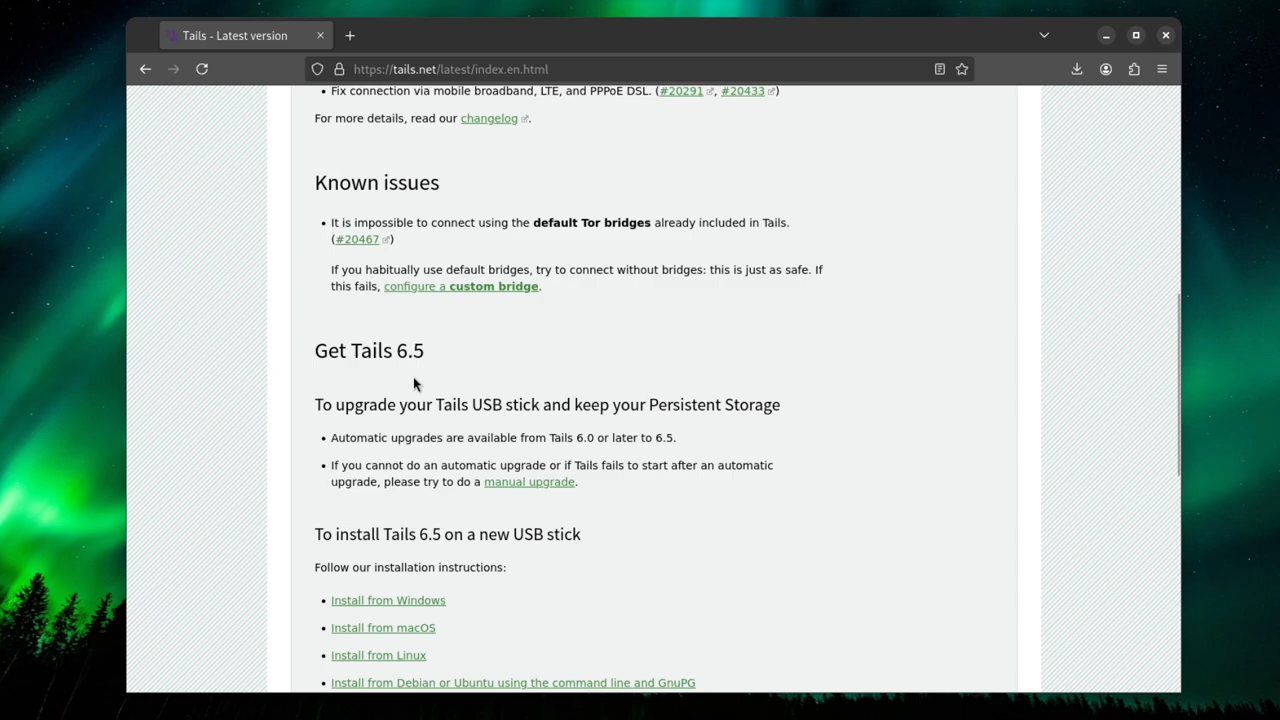 Tails - Latest version
https://tails.net/latest/index.en.html
• Fix connection via mobile broadband, LTE, and PPPoE DSL. (#20291, #20433)
For more details, read our changelog.
Known issues
• It is impossible to connect using the default Tor bridges already included in Tails.
(#20467)
If you habitually use default bridges, try to connect without bridges: this is just as safe. If
this fails, configure a custom bridge.
Get Tails 6.5
To upgrade your Tails USB stick and keep your Persistent Storage
• Automatic upgrades are available from Tails 6.0 or later to 6.5.
• If you cannot do an automatic upgrade or if Tails fails to start after an automatic
upgrade, please try to do a manual upgrade.
To install Tails 6.5 on a new USB stick
Follow our installation instructions:
• Install from Windows
• Install from macOS
• Install from Linux
• Install from Debian or Ubuntu using the command line and GnuPG